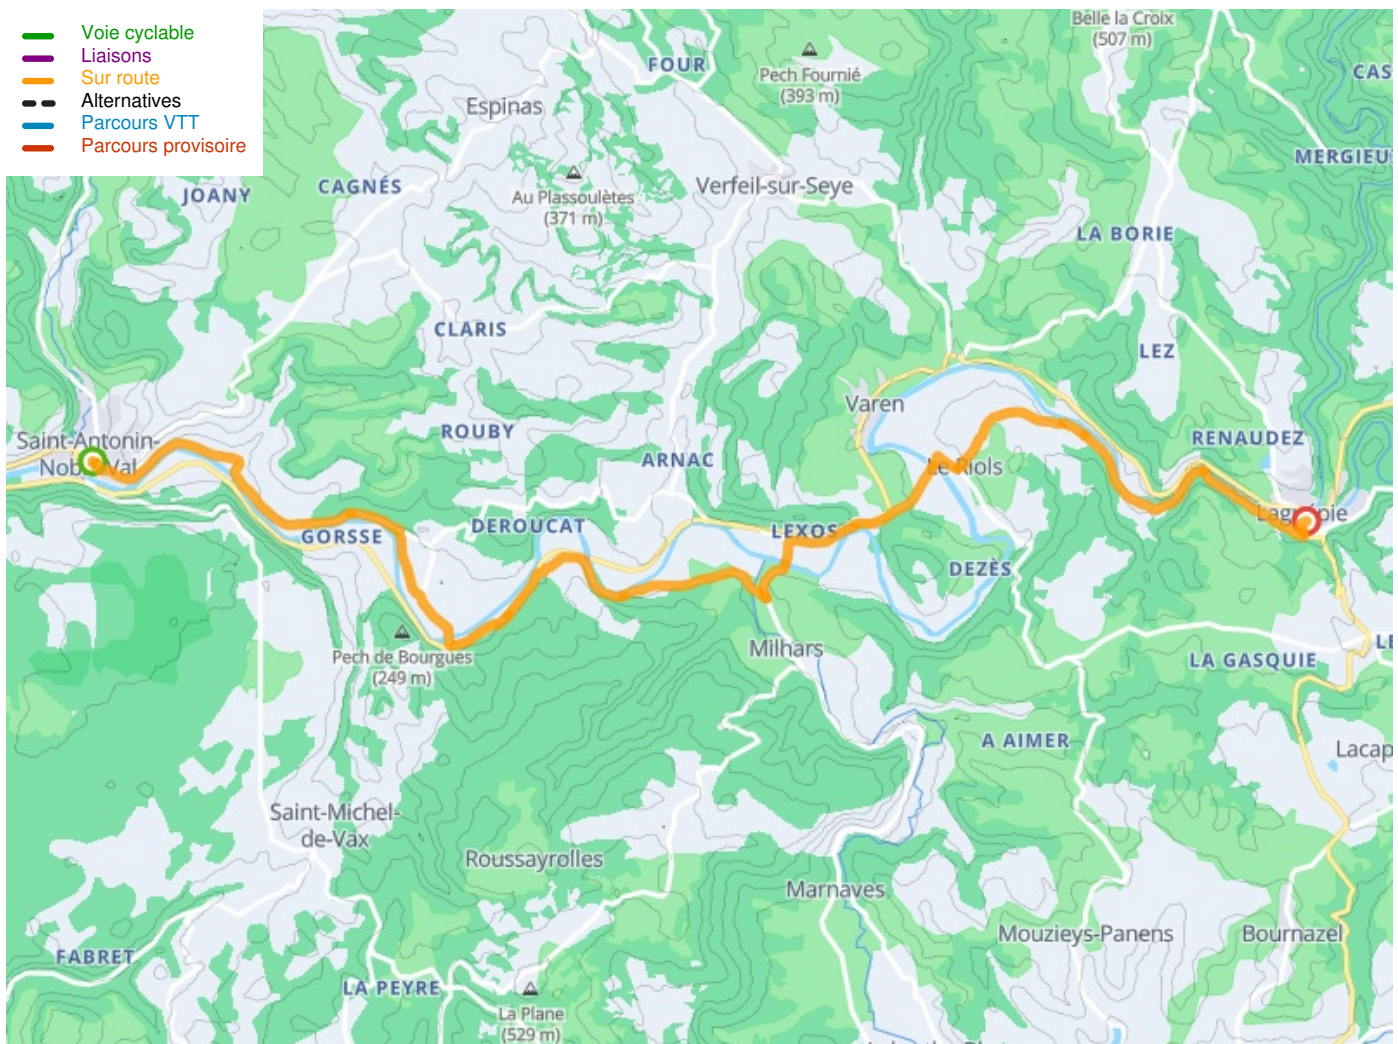 Voie cyclable
Liaisons
Sur route
Alternatives
Parcours VTT
Parcours provisoire
Belle la Croix
(507 m)
FOUR
Pech Fournié
(393 m)
CAS
Espinas
MERGIEU
JOANY
CAGNÉS
Au Plassoulètes
(371 m)
Verfeil-sur-Seye
LA BORIE
CLARIS
LEZ
Varen
Saint-Antonin-
Noble-Val
ROUBY
ARNAC
Le Riols
RENAUDEZ
Laguépie
GORSSE
DEROUCAT
LEXOS
DEZÈS
Pech de Bourgues
(249 m)
Milhars
LA GASQUIE
LE
A AIMER
Lacap
Saint-Michel-
de-Vax
Roussayrolles
Marnaves
Mouzieys-Panens
Bournazel
FABRET
LA PEYRE
La Plane
(529 m)